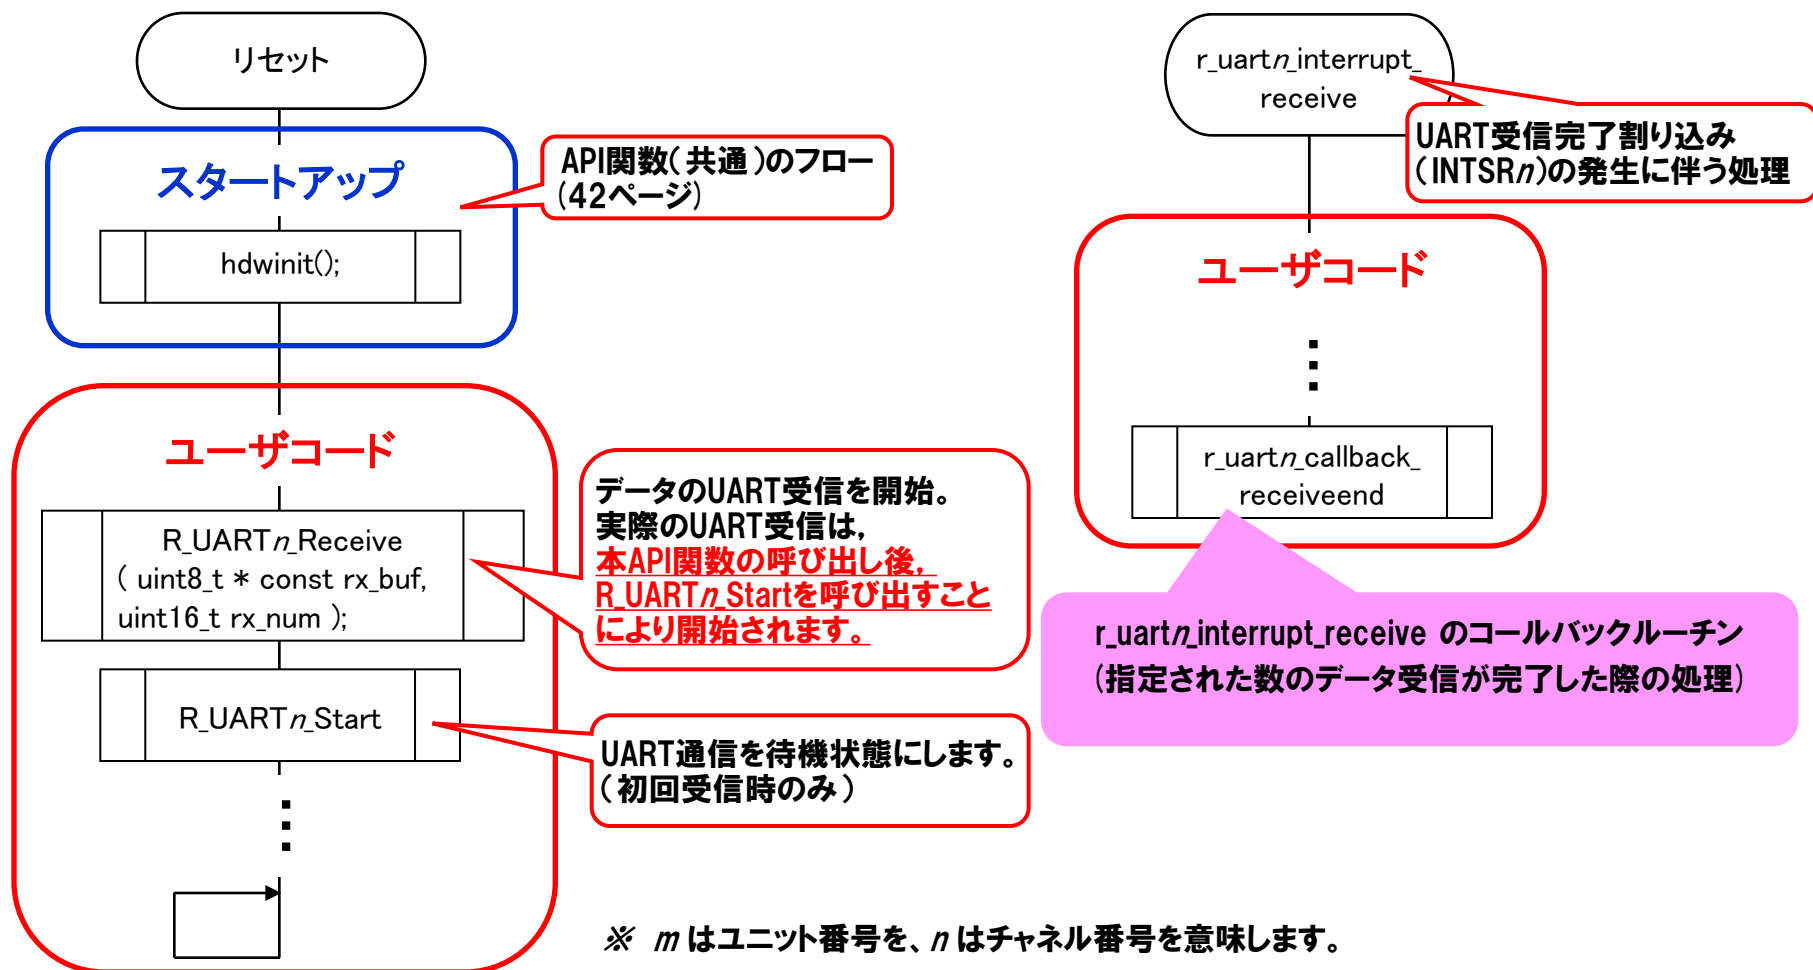 リセット
スタートアップ
hdwinit();
API関数(共通)のフロー
(42ページ)
ユーザコード
R_UARTn_Receive
( uint8_t * const rx_buf,
uint16_t rx_num );
データのUART受信を開始。
実際のUART受信は,
本API関数の呼び出し後,
R_UARTn_Startを呼び出すこと
により開始されます。
R_UARTn_Start
UART通信を待機状態にします。
(初回受信時のみ)
r_uartn_interrupt_
receive
UART受信完了割り込み
(INTSRn)の発生に伴う処理
ユーザコード
r_uartn_callback_
receiveend
r_uartn_interrupt_receive のコールバックルーチン
(指定された数のデータ受信が完了した際の処理)
※ m はユニット番号を、n はチャネル番号を意味します。